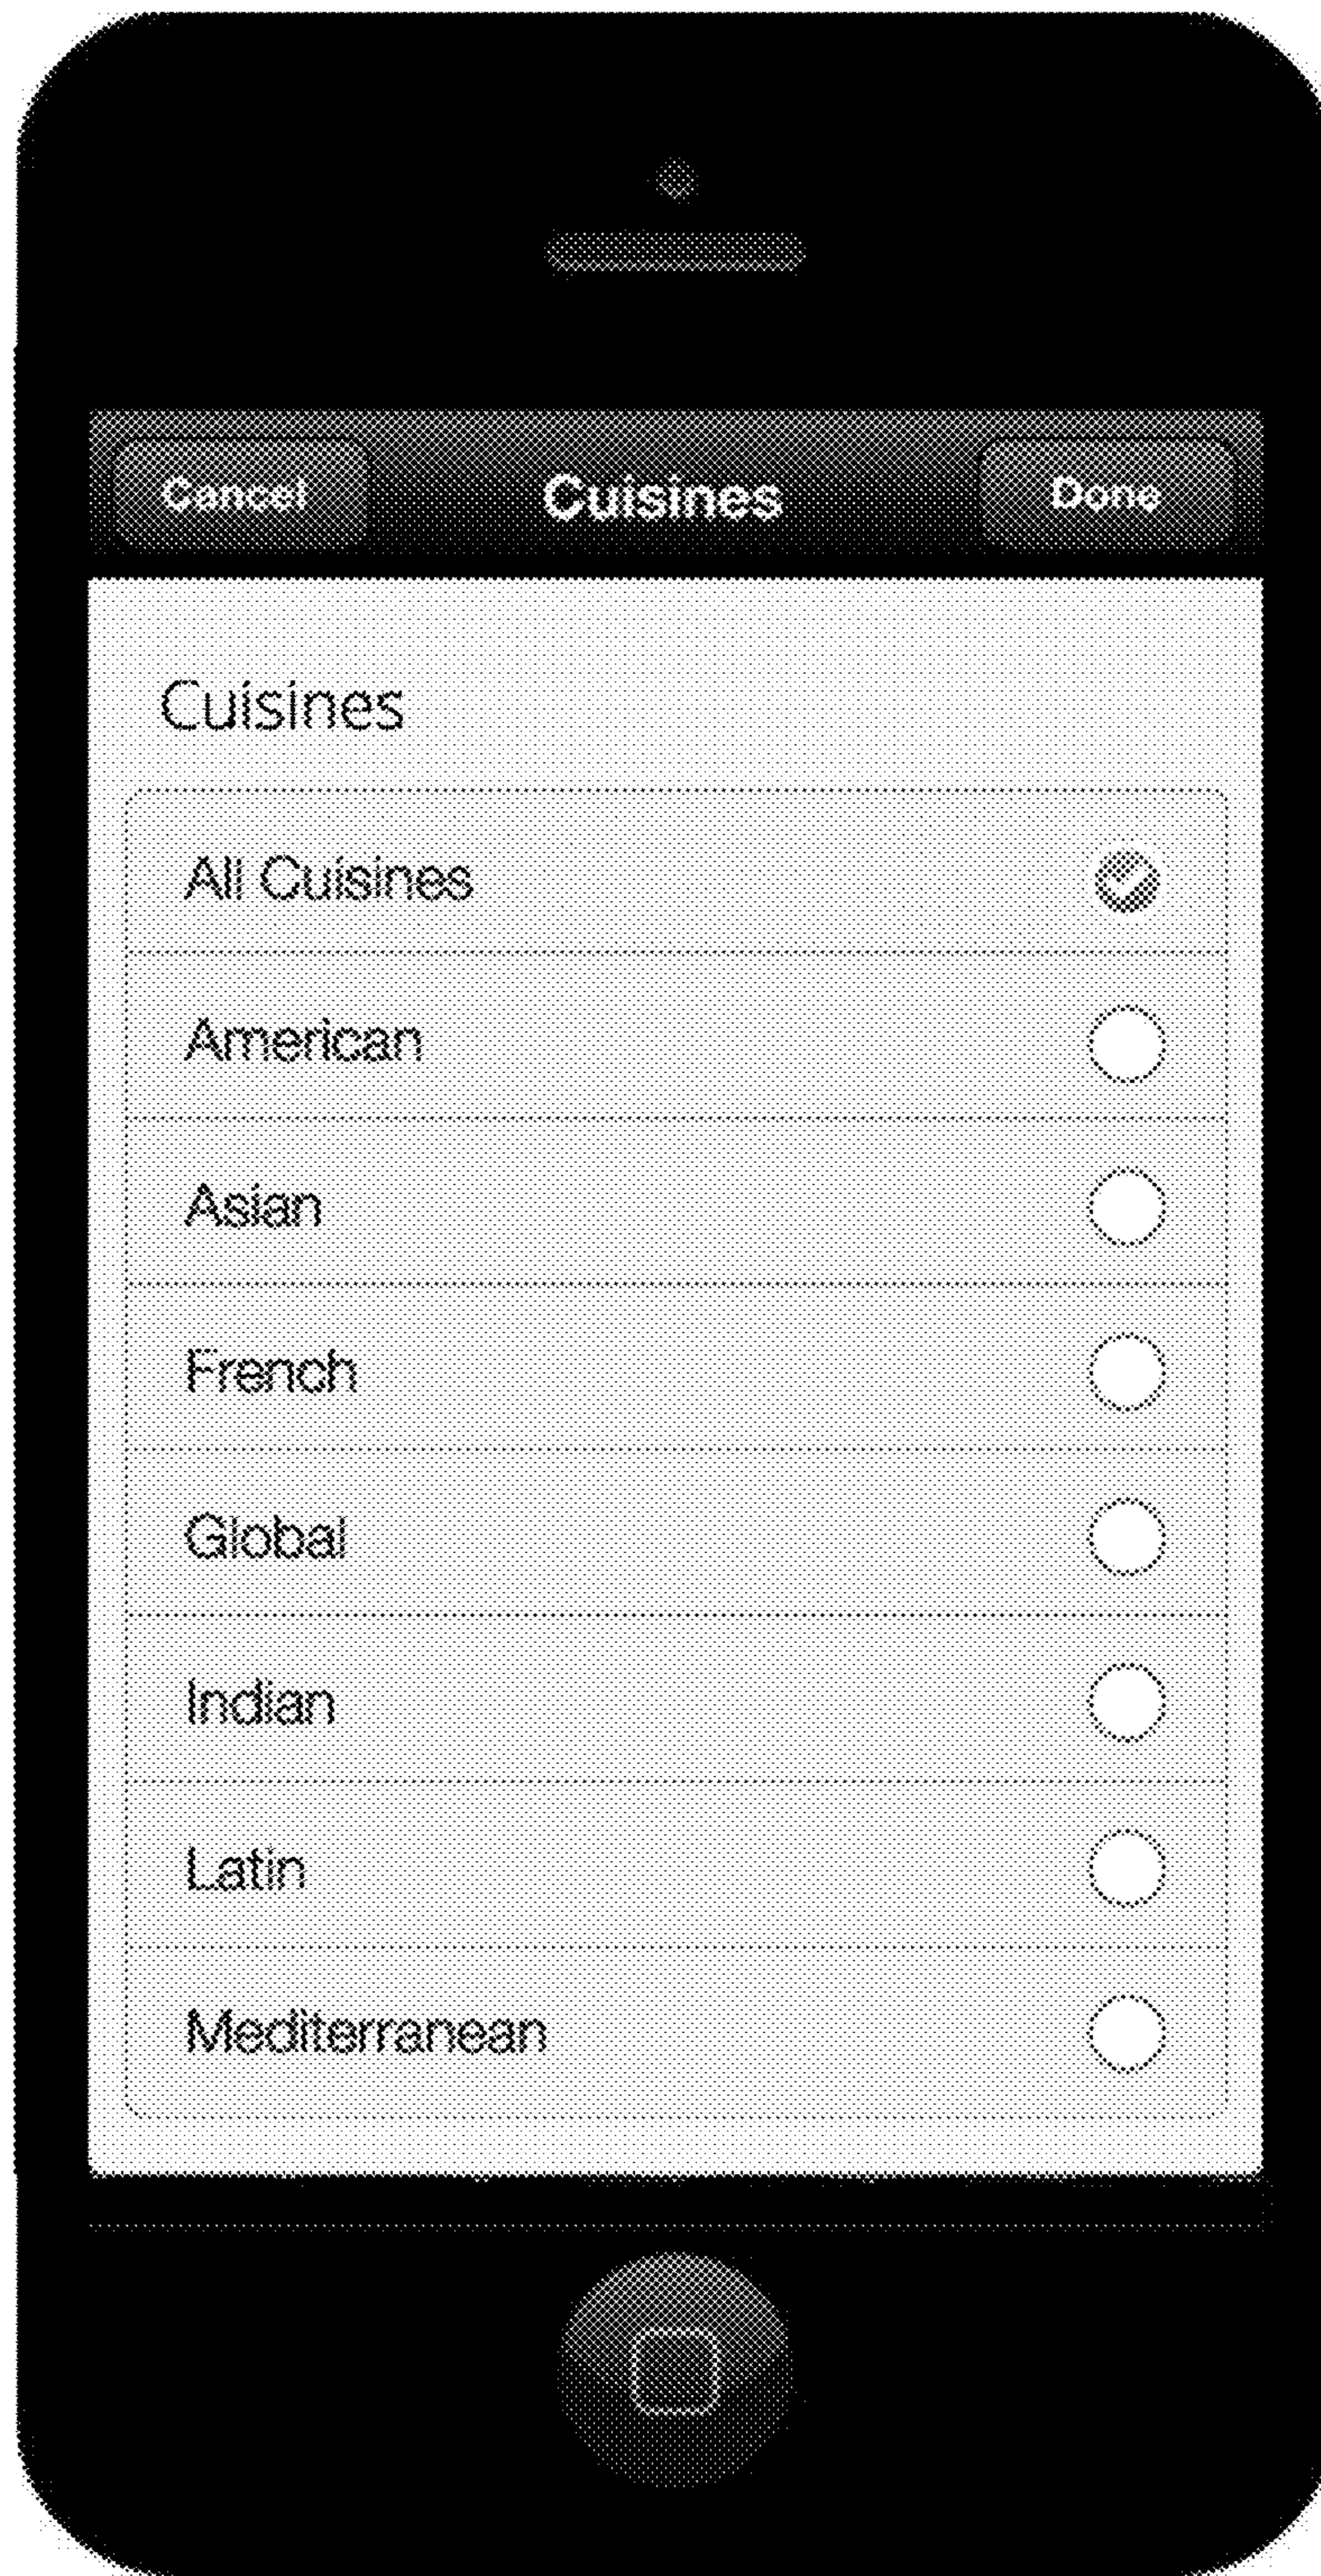 Cancel Cuisines Done
Cuisines
All Cuisines
American
Asian
French
Global
Indian
Latin
Mediterranean